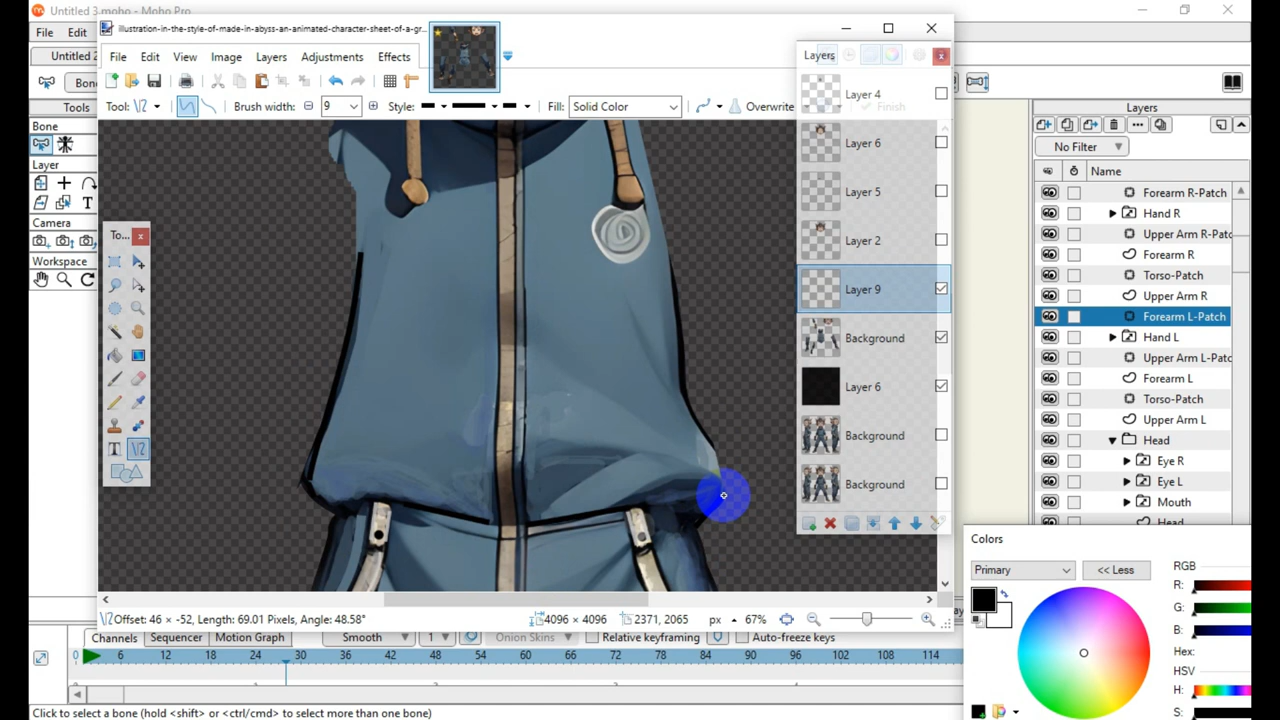 Untitled 3.moho * - Moho Pro
illustration-in-the-style-of-made-in-abyss-an-animated-character-sheet-of-a-gr...
File Edit
File Edit View Image Layers Adjustments Effects
Layers
Untitled 2
Tool: Brush width: 9 Style: Fill: Solid Color Overwrite Finish
Tools
Layers
Bone
Layer
T
Camera
Workspace
To...
T
Layer 4
Layer 6
Layer 5
Layer 2
Layer 9
Background
Layer 6
Background
Background
No Filter
Name
Forearm R-Patch
Hand R
Upper Arm R-Patc
Forearm R
Torso-Patch
Upper Arm R
Forearm L-Patch
Hand L
Upper Arm L-Patc
Forearm L
Torso-Patch
Upper Arm L
Head
Eye R
Eye L
Mouth
Head
Colors
Primary << Less
RGB
R:
G:
B:
Hex:
HSV
H:
S:
Offset: 46 × -52, Length: 69.01 Pixels, Angle: 48.58° 4096 × 4096 2371, 2065 px 67%
Channels Sequencer Motion Graph Smooth 1 Onion Skins Relative keyframing Auto-freeze keys
0 6 12 18 24 30 36 42 48 54 60 66 72 78 84 90 96 102 108 114
Click to select a bone (hold <shift> or <ctrl/cmd> to select more than one bone)